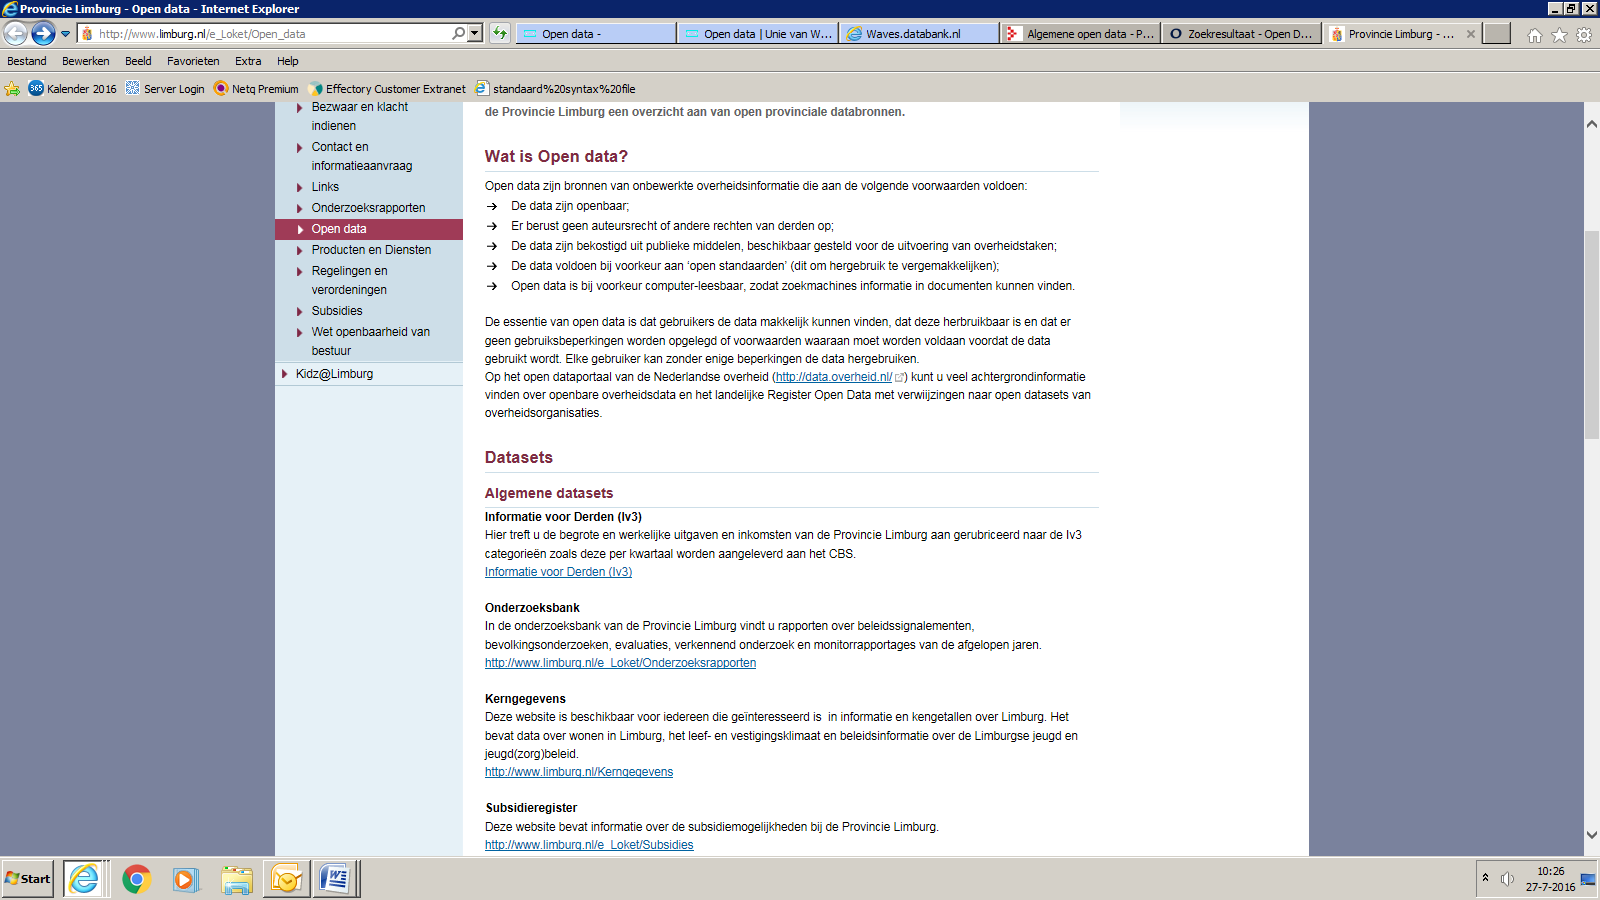 Provincie Limburg - Open data - Internet Explorer
http://www.limburg.nl/e_Loket/Open_data
Open data -
Open data | Unie van W...
Waves.databank.nl
Algemene open data - P...
Zoekresultaat - Open D...
Provincie Limburg - ...
Bestand Bewerken Beeld Favorieten Extra Help
365 Kalender 2016 Server Login Netq Premium Effectory Customer Extranet standaard%20syntax%20file
Bezwaar en klacht
indienen
Contact en
informatieaanvraag
Links
Onderzoeksrapporten
Open data
Producten en Diensten
Regelingen en
verordeningen
Subsidies
Wet openbaarheid van
bestuur
Kidz@Limburg
de Provincie Limburg een overzicht aan van open provinciale databronnen.
Wat is Open data?
Open data zijn bronnen van onbewerkte overheidsinformatie die aan de volgende voorwaarden voldoen:
→ De data zijn openbaar;
→ Er berust geen auteursrecht of andere rechten van derden op;
→ De data zijn bekostigd uit publieke middelen, beschikbaar gesteld voor de uitvoering van overheidstaken;
→ De data voldoen bij voorkeur aan ‘open standaarden’ (dit om hergebruik te vergemakkelijken);
→ Open data is bij voorkeur computer-leesbaar, zodat zoekmachines informatie in documenten kunnen vinden.
De essentie van open data is dat gebruikers de data makkelijk kunnen vinden, dat deze herbruikbaar is en dat er
geen gebruiksbeperkingen worden opgelegd of voorwaarden waaraan moet worden voldaan voordat de data
gebruikt wordt. Elke gebruiker kan zonder enige beperkingen de data hergebruiken.
Op het open dataportaal van de Nederlandse overheid (http://data.overheid.nl/ ) kunt u veel achtergrondinformatie
vinden over openbare overheidsdata en het landelijke Register Open Data met verwijzingen naar open datasets van
overheidsorganisaties.
Datasets
Algemene datasets
Informatie voor Derden (Iv3)
Hier treft u de begrote en werkelijke uitgaven en inkomsten van de Provincie Limburg aan gerubriceerd naar de Iv3
categorieën zoals deze per kwartaal worden aangeleverd aan het CBS.
Informatie voor Derden (Iv3)
Onderzoeksbank
In de onderzoeksbank van de Provincie Limburg vindt u rapporten over beleidssignalementen,
bevolkingsonderzoeken, evaluaties, verkennend onderzoek en monitorrapportages van de afgelopen jaren.
http://www.limburg.nl/e_Loket/Onderzoeksrapporten
Kerngegevens
Deze website is beschikbaar voor iedereen die geïnteresseerd is  in informatie en kengetallen over Limburg. Het
bevat data over wonen in Limburg, het leef- en vestigingsklimaat en beleidsinformatie over de Limburgse jeugd en
jeugd(zorg)beleid.
http://www.limburg.nl/Kerngegevens
Subsidieregister
Deze website bevat informatie over de subsidiemogelijkheden bij de Provincie Limburg.
http://www.limburg.nl/e_Loket/Subsidies
Start
10:26
27-7-2016